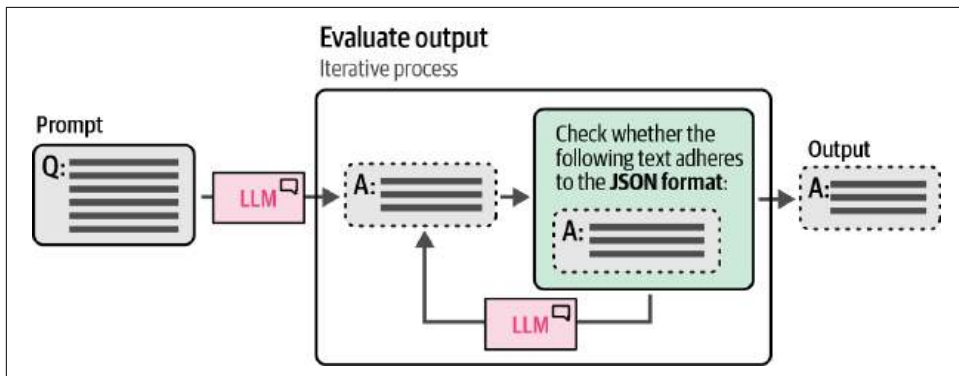 Evaluate output
Iterative process
Prompt
Q:
LLM
A:
Check whether the
following text adheres
to the JSON format:
A:
LLM
Output
A: